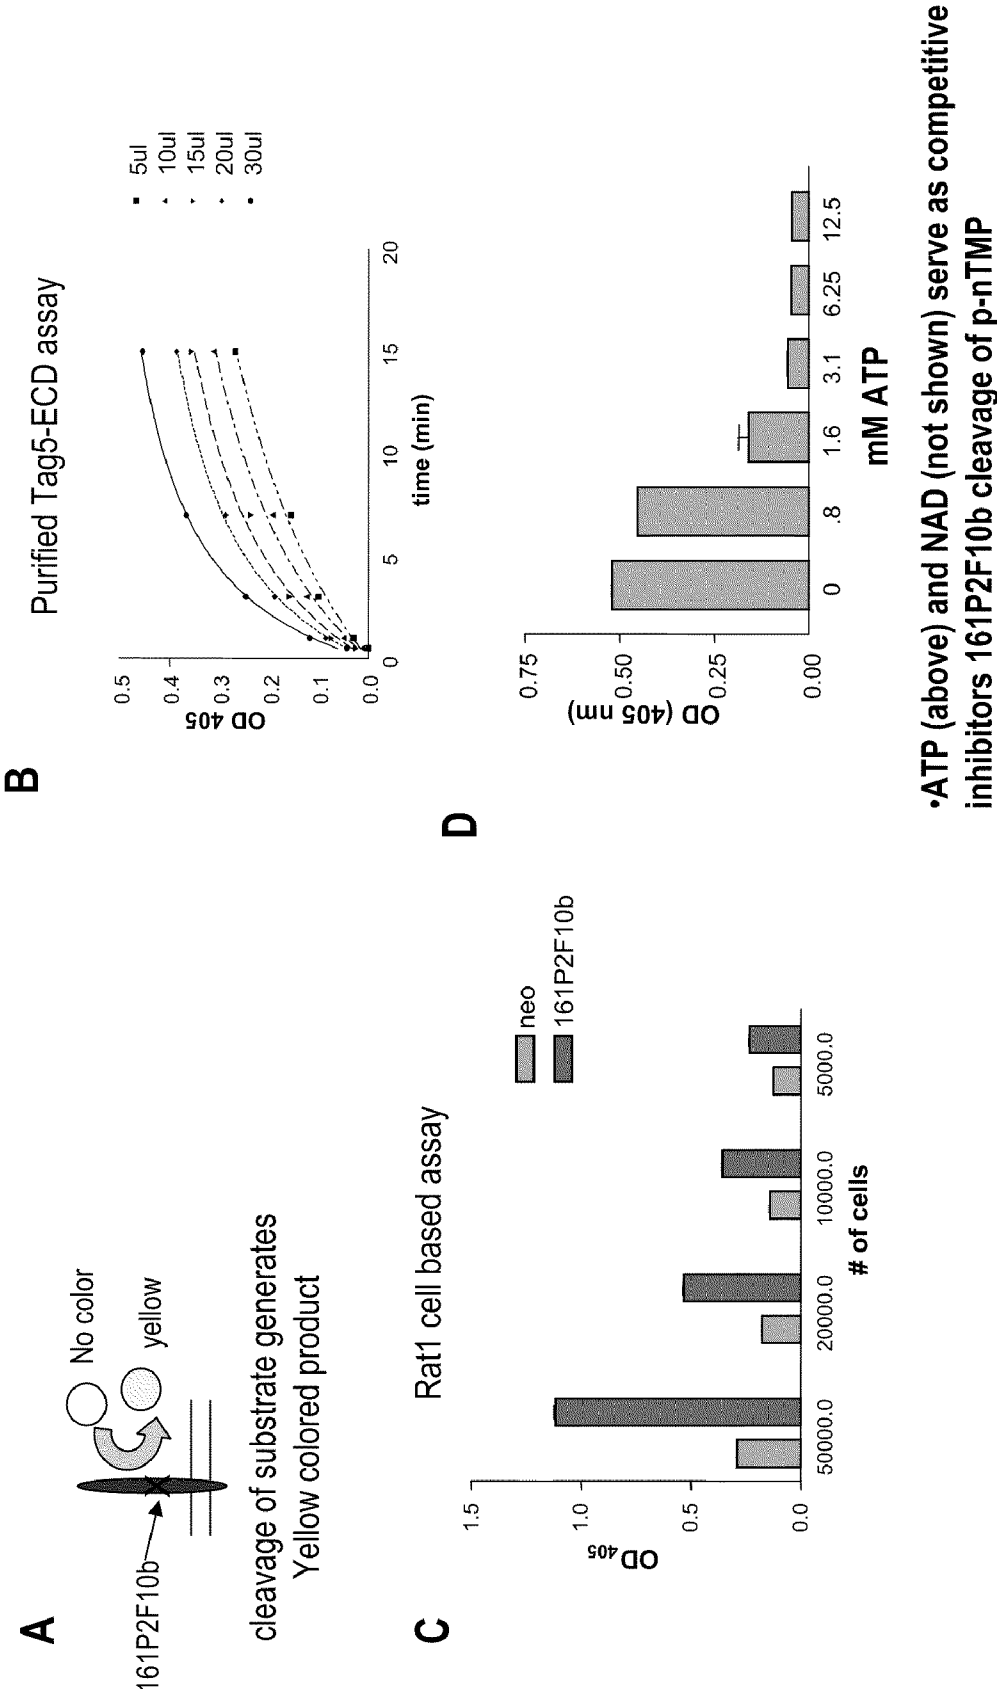 A
161P2F10b
No color
yellow
cleavage of substrate generates
Yellow colored product
B
Purified Tag5-ECD assay
OD 405
0.5
0.4
0.3
0.2
0.1
0.0
0 5 10 15 20
time (min)
5ul
10ul
15ul
20ul
30ul
C
Rat1 cell based assay
OD 405
1.5
1.0
0.5
0.0
50000.0 20000.0 10000.0 5000.0
# of cells
neo
161P2F10b
D
OD (405 nm)
0.75
0.50
0.25
0.00
0 .8 1.6 3.1 6.25 12.5
mM ATP
•ATP (above) and NAD (not shown) serve as competitive
inhibitors 161P2F10b cleavage of p-nTMP